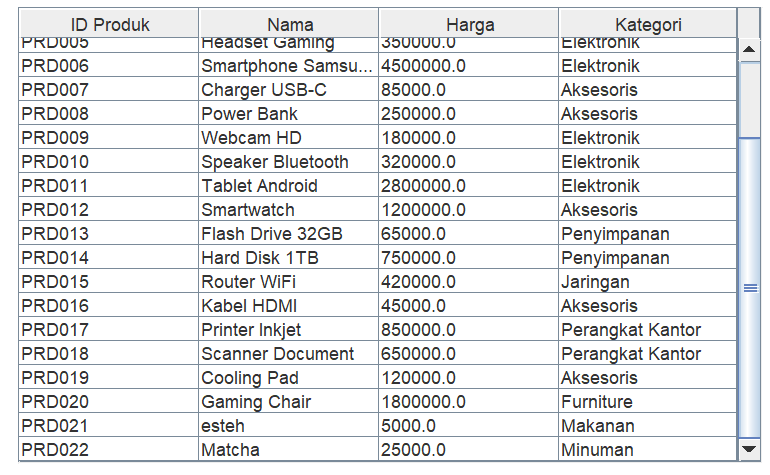 ID Produk Nama Harga Kategori
PRD005 Headset Gaming 350000.0 Elektronik
PRD006 Smartphone Samsu... 4500000.0 Elektronik
PRD007 Charger USB-C 85000.0 Aksesoris
PRD008 Power Bank 250000.0 Aksesoris
PRD009 Webcam HD 180000.0 Elektronik
PRD010 Speaker Bluetooth 320000.0 Elektronik
PRD011 Tablet Android 2800000.0 Elektronik
PRD012 Smartwatch 1200000.0 Aksesoris
PRD013 Flash Drive 32GB 65000.0 Penyimpanan
PRD014 Hard Disk 1TB 750000.0 Penyimpanan
PRD015 Router WiFi 420000.0 Jaringan
PRD016 Kabel HDMI 45000.0 Aksesoris
PRD017 Printer Inkjet 850000.0 Perangkat Kantor
PRD018 Scanner Document 650000.0 Perangkat Kantor
PRD019 Cooling Pad 120000.0 Aksesoris
PRD020 Gaming Chair 1800000.0 Furniture
PRD021 esteh 5000.0 Makanan
PRD022 Matcha 25000.0 Minuman